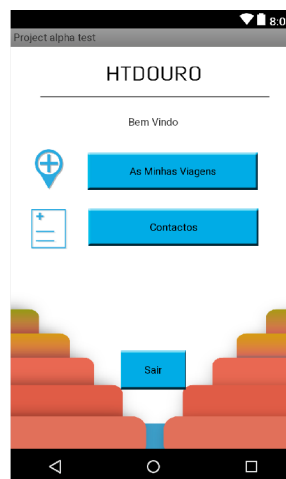 8:0
Project alpha test
HTDOURO
Bem Vindo
As Minhas Viagens
Contactos
Sair